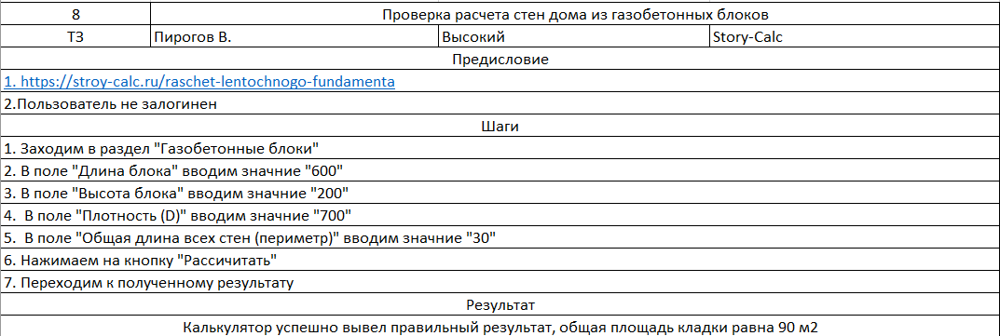 8 Проверка расчета стен дома из газобетонных блоков
ТЗ Пирогов В. Высокий Story-Calc
Предисловие
1. https://stroy-calc.ru/raschet-lentochnogo-fundamenta
2.Пользователь не залогинен
Шаги
1. Заходим в раздел "Газобетонные блоки"
2. В поле "Длина блока" вводим значние "600"
3. В поле "Высота блока" вводим значние "200"
4. В поле "Плотность (D)" вводим значние "700"
5. В поле "Общая длина всех стен (периметр)" вводим значние "30"
6. Нажимаем на кнопку "Рассичитать"
7. Переходим к полученному результату
Результат
Калькулятор успешно вывел правильный результат, общая площадь кладки равна 90 м2